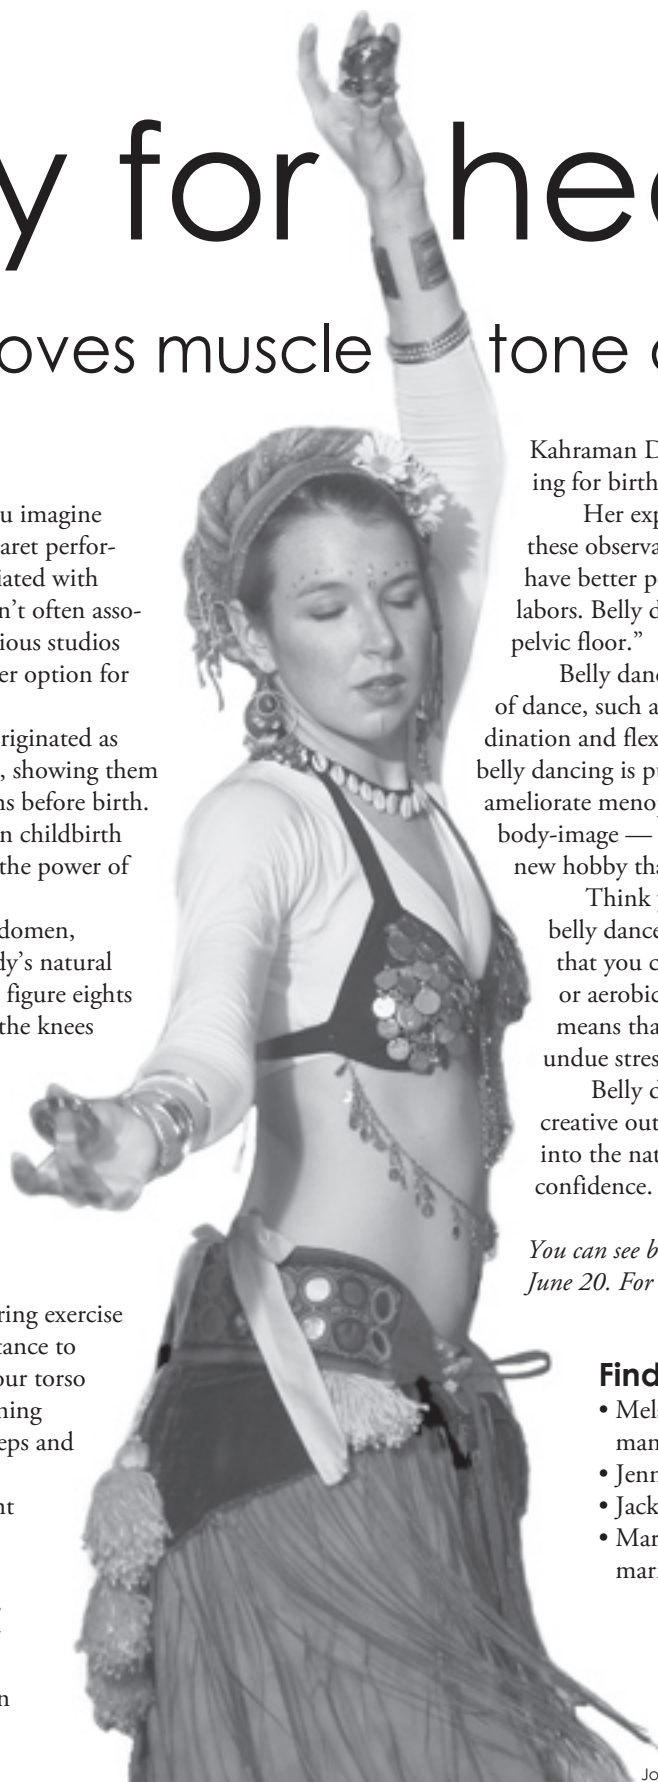 y for hea
oves muscle tone
u imagine
aret perfor-
iated with
n’t often asso-
ious studios
er option for
riginated as
, showing them
ns before birth.
n childbirth
the power of
domen,
dy’s natural
figure eights
the knees
ring exercise
tance to
our torso
ning
eps and
nt
n
Kahraman D
ing for birth
Her exp
these observa
have better p
labors. Belly d
pelvic floor.”
Belly danc
of dance, such a
dination and flex
belly dancing is pu
ameliorate meno
body-image —
new hobby tha
Think
belly dance
that you c
or aerobic
means tha
undue stres
Belly d
creative out
into the nat
confidence.
You can see b
June 20. For
Find
• Mel
man
• Jenn
• Jack
• Mar
mar
Jo